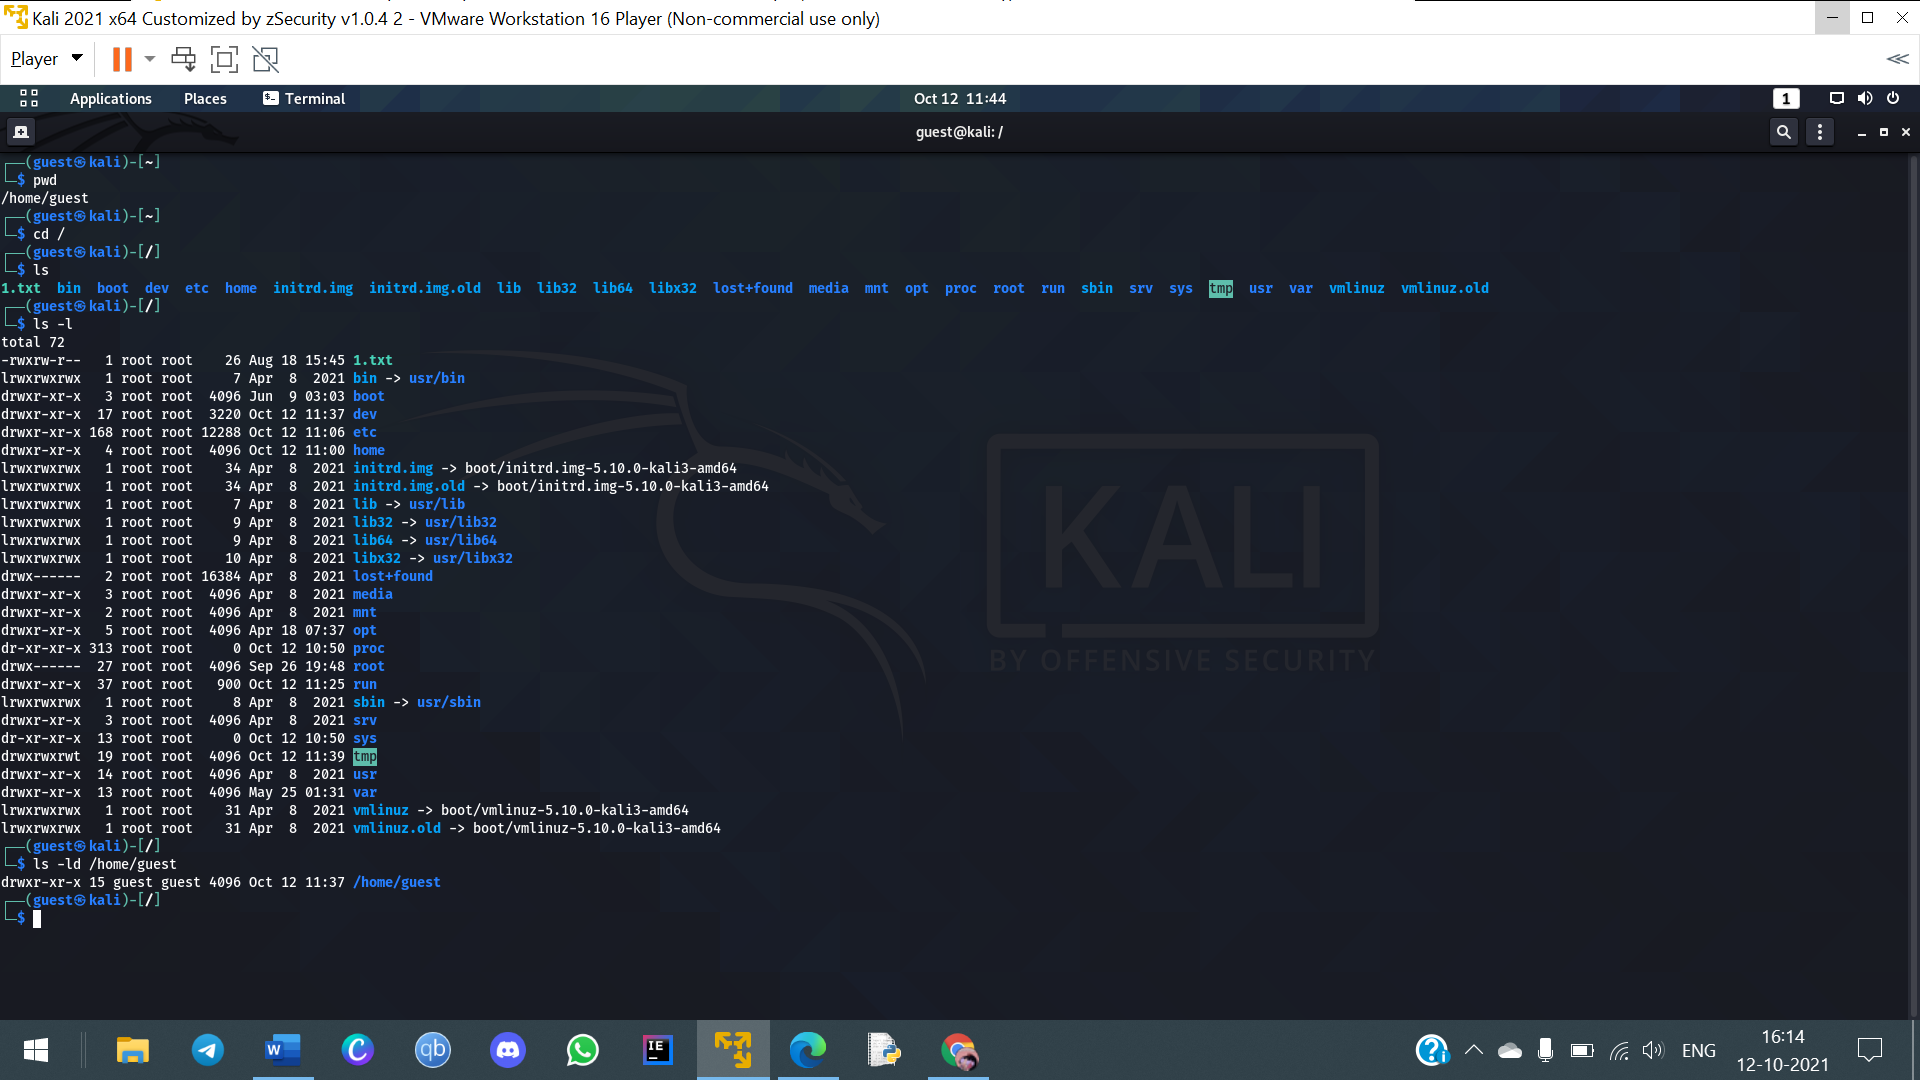 Kali 2021 x64 Customized by zSecurity v1.0.4 2 - VMware Workstation 16 Player (Non-commercial use only)
Player
Applications Places Terminal Oct 12 11:44 1
guest@kali: /
┌──(guest㉿kali)-[~]
└─$ pwd
/home/guest
┌──(guest㉿kali)-[~]
└─$ cd /
┌──(guest㉿kali)-[/]
└─$ ls
1.txt bin boot dev etc home initrd.img initrd.img.old lib lib32 lib64 libx32 lost+found media mnt opt proc root run sbin srv sys tmp usr var vmlinuz vmlinuz.old
┌──(guest㉿kali)-[/]
└─$ ls -l
total 72
-rwxrw-r-- 1 root root 26 Aug 18 15:45 1.txt
lrwxrwxrwx 1 root root 7 Apr 8 2021 bin -> usr/bin
drwxr-xr-x 3 root root 4096 Jun 9 03:03 boot
drwxr-xr-x 17 root root 3220 Oct 12 11:37 dev
drwxr-xr-x 168 root root 12288 Oct 12 11:06 etc
drwxr-xr-x 4 root root 4096 Oct 12 11:00 home
lrwxrwxrwx 1 root root 34 Apr 8 2021 initrd.img -> boot/initrd.img-5.10.0-kali3-amd64
lrwxrwxrwx 1 root root 34 Apr 8 2021 initrd.img.old -> boot/initrd.img-5.10.0-kali3-amd64
lrwxrwxrwx 1 root root 7 Apr 8 2021 lib -> usr/lib
lrwxrwxrwx 1 root root 9 Apr 8 2021 lib32 -> usr/lib32
lrwxrwxrwx 1 root root 9 Apr 8 2021 lib64 -> usr/lib64
lrwxrwxrwx 1 root root 10 Apr 8 2021 libx32 -> usr/libx32
drwx------ 2 root root 16384 Apr 8 2021 lost+found
drwxr-xr-x 3 root root 4096 Apr 8 2021 media
drwxr-xr-x 2 root root 4096 Apr 8 2021 mnt
drwxr-xr-x 5 root root 4096 Apr 18 07:37 opt
dr-xr-xr-x 313 root root 0 Oct 12 10:50 proc
drwx------ 27 root root 4096 Sep 26 19:48 root
drwxr-xr-x 37 root root 900 Oct 12 11:25 run
lrwxrwxrwx 1 root root 8 Apr 8 2021 sbin -> usr/sbin
drwxr-xr-x 3 root root 4096 Apr 8 2021 srv
dr-xr-xr-x 13 root root 0 Oct 12 10:50 sys
drwxrwxrwt 19 root root 4096 Oct 12 11:39 tmp
drwxr-xr-x 14 root root 4096 Apr 8 2021 usr
drwxr-xr-x 13 root root 4096 May 25 01:31 var
lrwxrwxrwx 1 root root 31 Apr 8 2021 vmlinuz -> boot/vmlinuz-5.10.0-kali3-amd64
lrwxrwxrwx 1 root root 31 Apr 8 2021 vmlinuz.old -> boot/vmlinuz-5.10.0-kali3-amd64
┌──(guest㉿kali)-[/]
└─$ ls -ld /home/guest
drwxr-xr-x 15 guest guest 4096 Oct 12 11:37 /home/guest
┌──(guest㉿kali)-[/]
└─$
KALI
BY OFFENSIVE SECURITY
W
C
qb
IE
ENG
16:14
12-10-2021